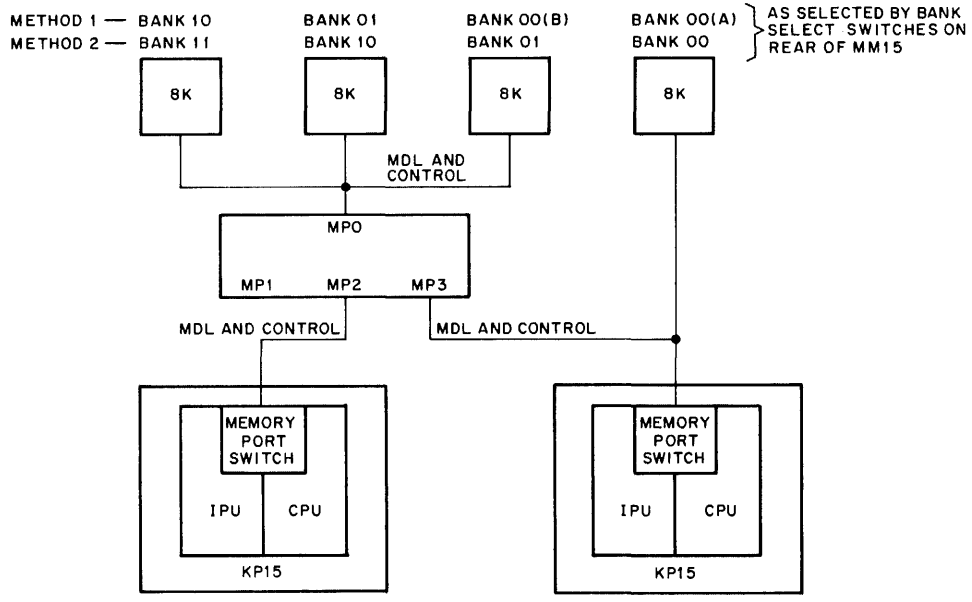 METHOD 1 — BANK 10 BANK 01 BANK 00(B) BANK 00(A)
METHOD 2 — BANK 11 BANK 10 BANK 01 BANK 00
AS SELECTED BY BANK
SELECT SWITCHES ON
REAR OF MM15
8K 8K 8K 8K
MDL AND
CONTROL
MPO
MP1 MP2 MP3
MDL AND CONTROL MDL AND CONTROL
MEMORY
PORT
SWITCH
IPU CPU
KP15
MEMORY
PORT
SWITCH
IPU CPU
KP15